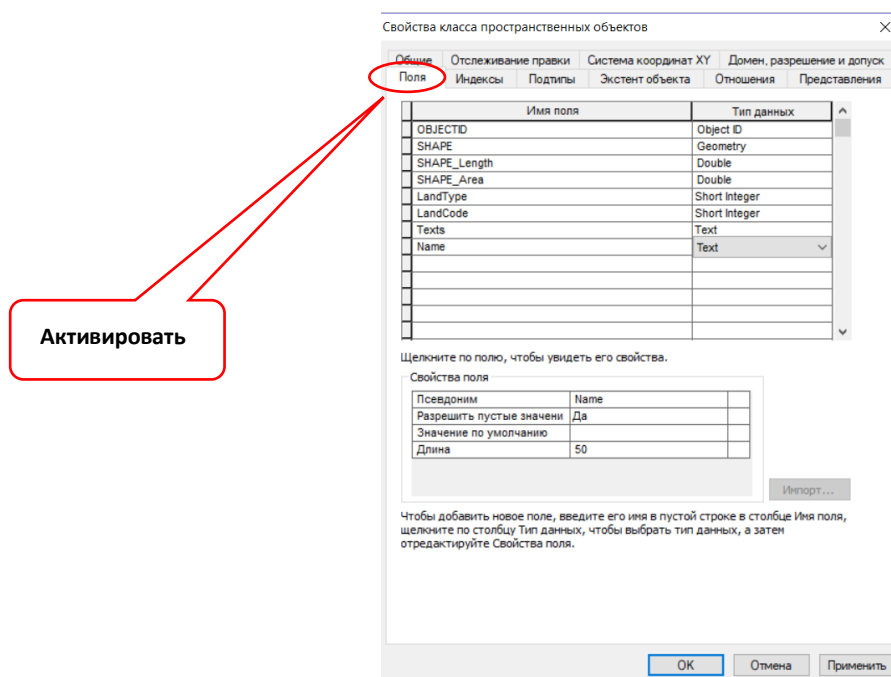 Свойства класса пространственных объектов
Общие Отслеживание правки Система координат XY Домен, разрешение и допуск
Поля Индексы Подтипы Экстент объекта Отношения Представления
Имя поля Тип данных
OBJECTID Object ID
SHAPE Geometry
SHAPE_Length Double
SHAPE_Area Double
LandType Short Integer
LandCode Short Integer
Texts Text
Name Text
Активировать
Щелкните по полю, чтобы увидеть его свойства.
Свойства поля
Псевдоним Name
Разрешить пустые значени Да
Значение по умолчанию
Длина 50
Импорт...
Чтобы добавить новое поле, введите его имя в пустой строке в столбце Имя поля,
щелкните по столбцу Тип данных, чтобы выбрать тип данных, а затем
отредактируйте Свойства поля.
OK Отмена Применить